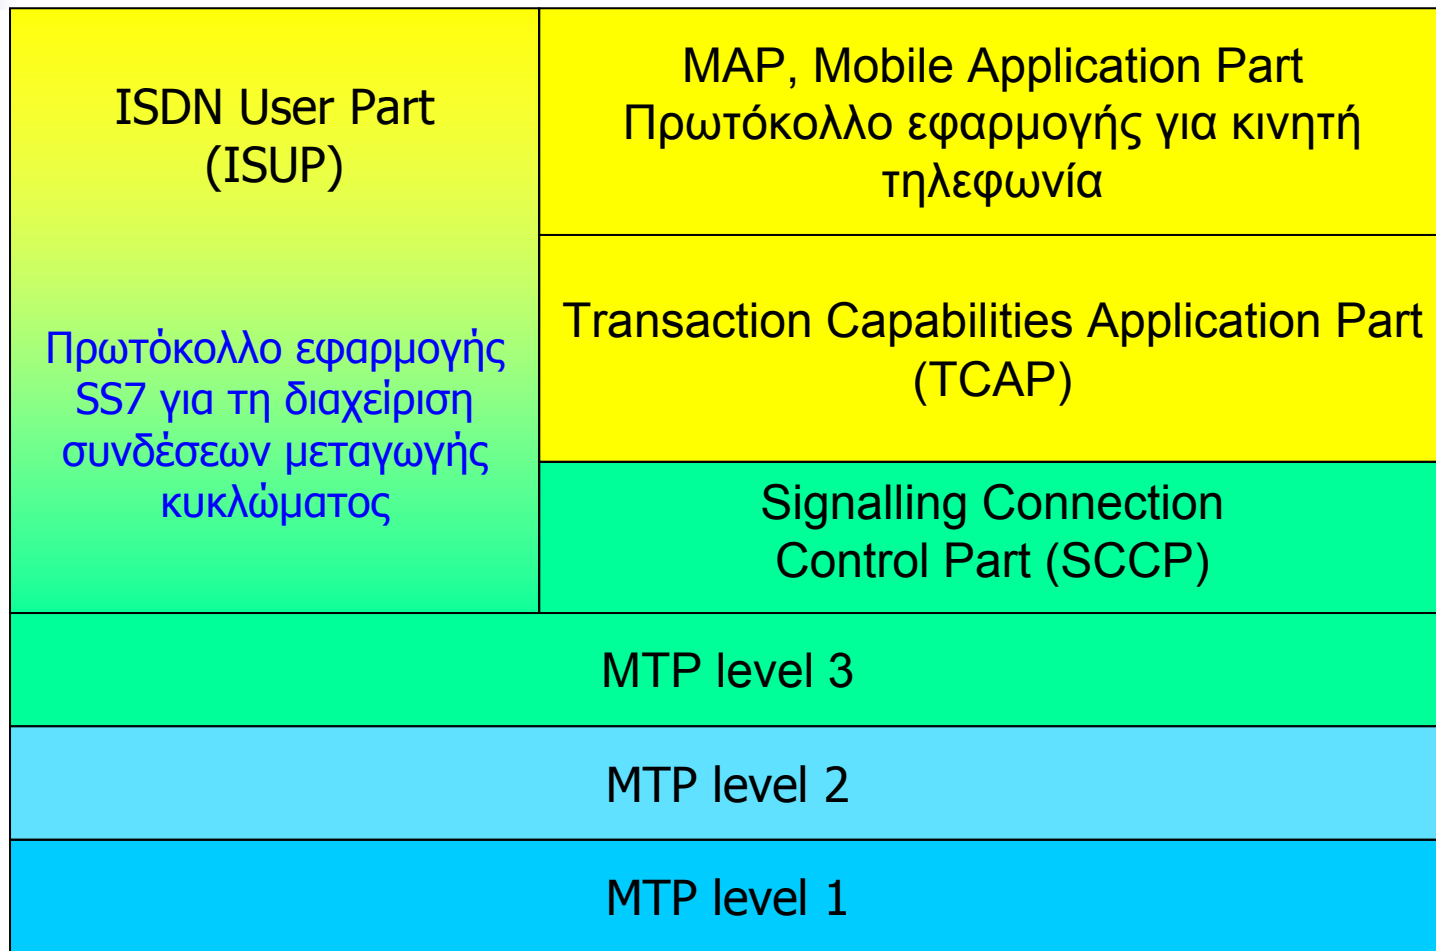 ISDN User Part
(ISUP)
Πρωτόκολλο εφαρμογής
SS7 για τη διαχείριση
συνδέσεων μεταγωγής
κυκλώματος
MAP, Mobile Application Part
Πρωτόκολλο εφαρμογής για κινητή
τηλεφωνία
Transaction Capabilities Application Part
(TCAP)
Signalling Connection
Control Part (SCCP)
MTP level 3
MTP level 2
MTP level 1